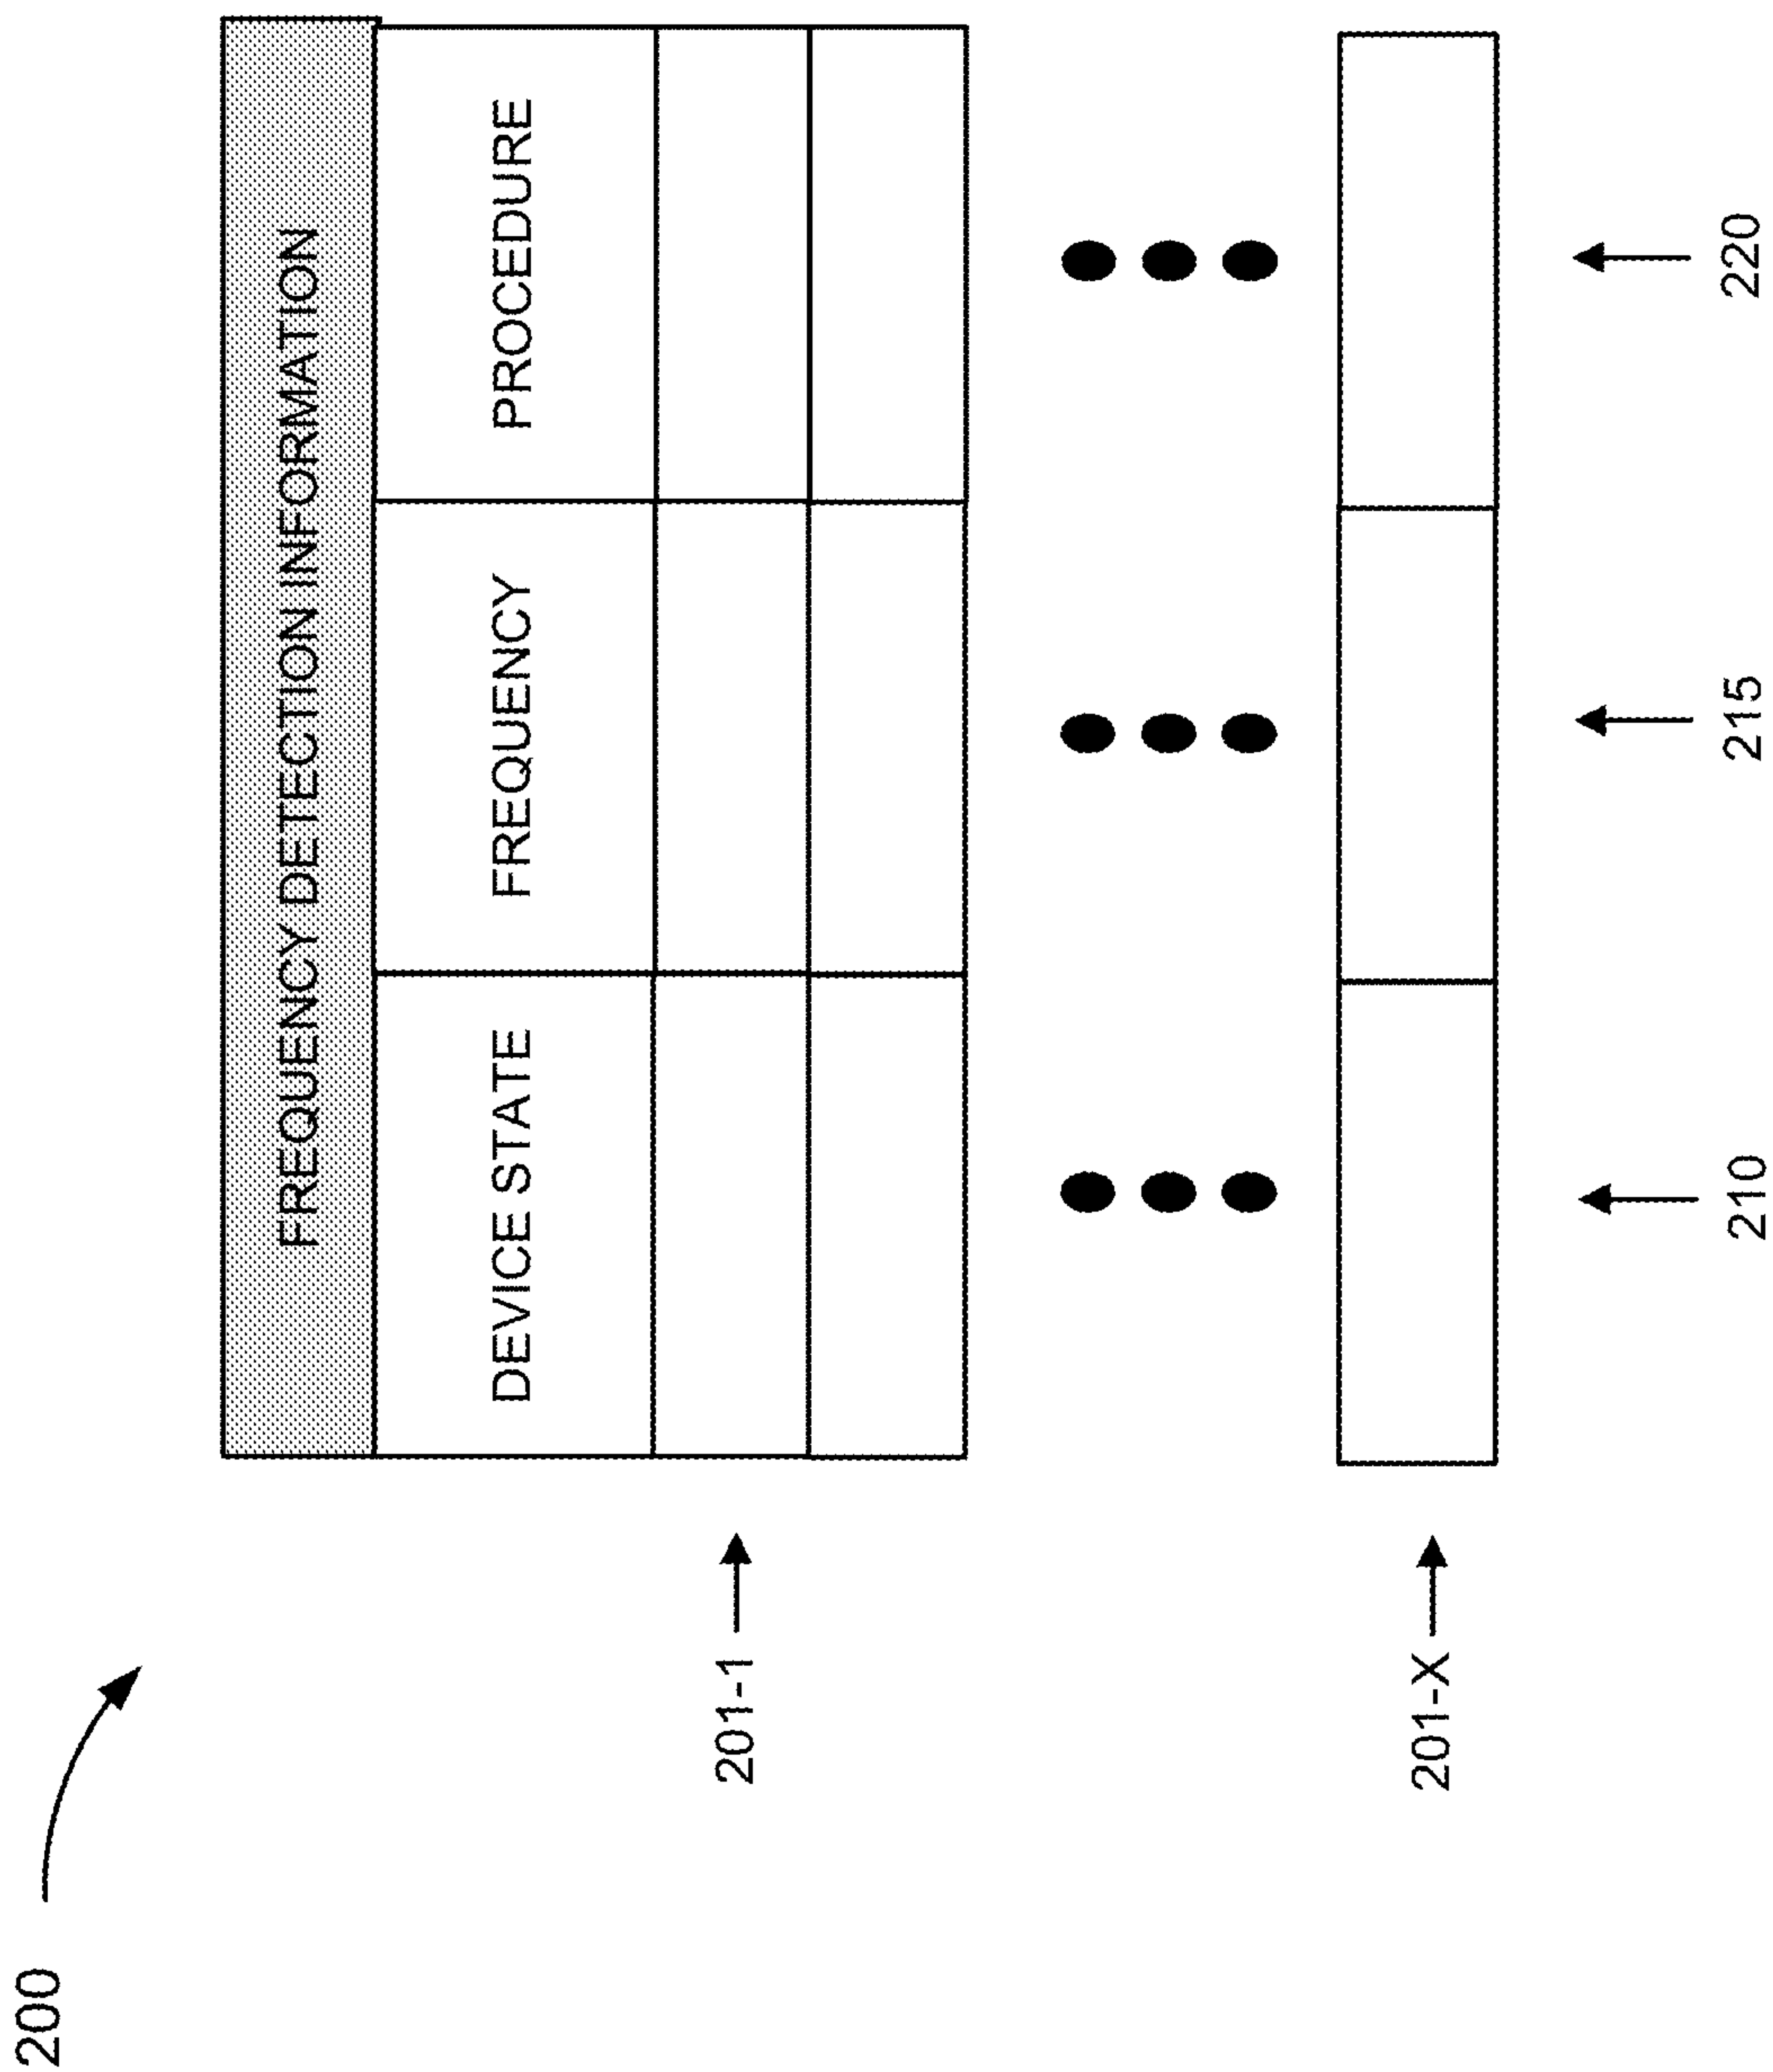 200
FREQUENCY DETECTION INFORMATION
DEVICE STATE
FREQUENCY
PROCEDURE
201-1
201-X
210
215
220